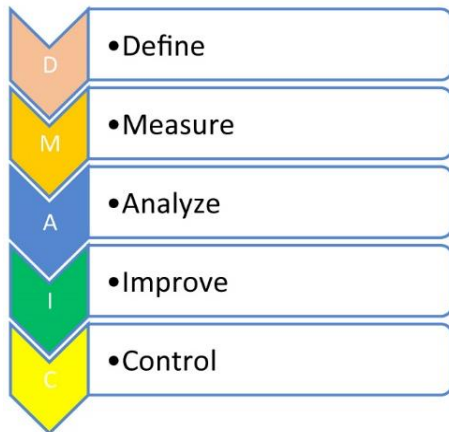 D
•Define
M
•Measure
A
•Analyze
I
•Improve
C
•Control